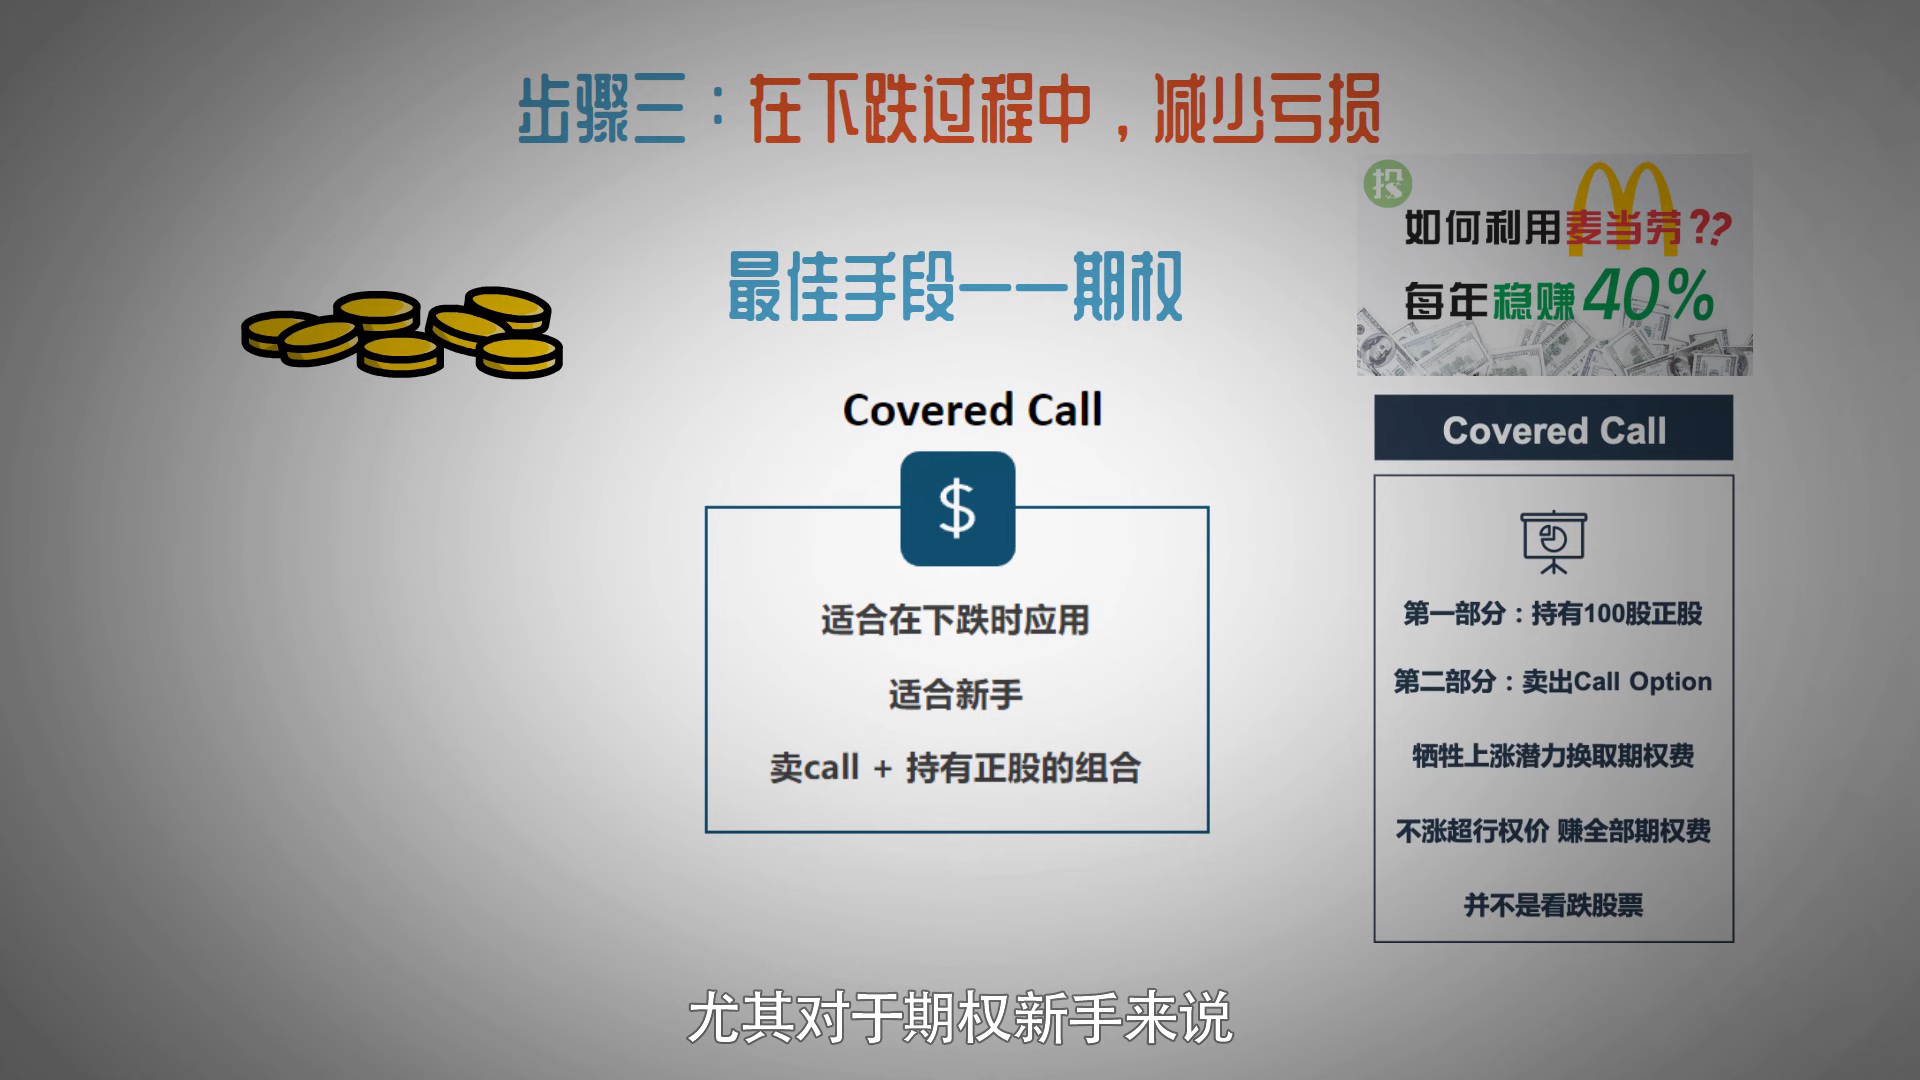 步骤三：在下跌过程中，减少亏损
最佳手段——期权
Covered Call
$
适合在下跌时应用
适合新手
卖call + 持有正股的组合
投
如何利用麦当劳??
每年稳赚40%
Covered Call
第一部分：持有100股正股
第二部分：卖出Call Option
牺牲上涨潜力换取期权费
不涨超行权价 赚全部期权费
并不是看跌股票
尤其对于期权新手来说